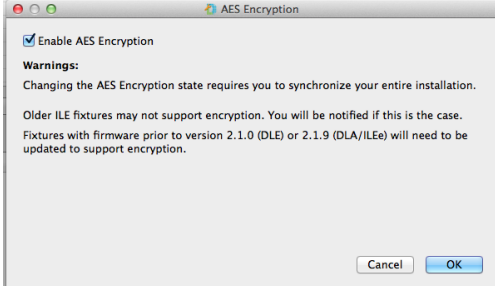 AES Encryption
Enable AES Encryption
Warnings:
Changing the AES Encryption state requires you to synchronize your entire installation.
Older ILE fixtures may not support encryption. You will be notified if this is the case.
Fixtures with firmware prior to version 2.1.0 (DLE) or 2.1.9 (DLA/ILEe) will need to be
updated to support encryption.
Cancel
OK